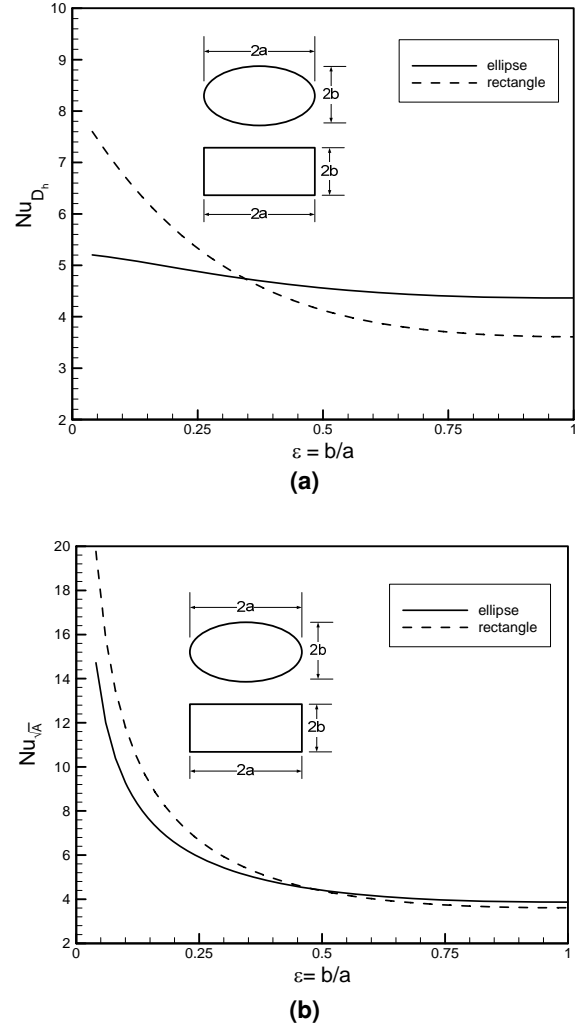 10
9
8
7
6
5
4
3
2
Nu_{D_h}
2a
2b
2b
2a
ellipse
rectangle
0
0.25
0.5
0.75
1
ε = b/a
(a)
20
18
16
14
12
10
8
6
4
2
Nu_{√A}
2a
2b
2b
2a
ellipse
rectangle
0
0.25
0.5
0.75
1
ε= b/a
(b)